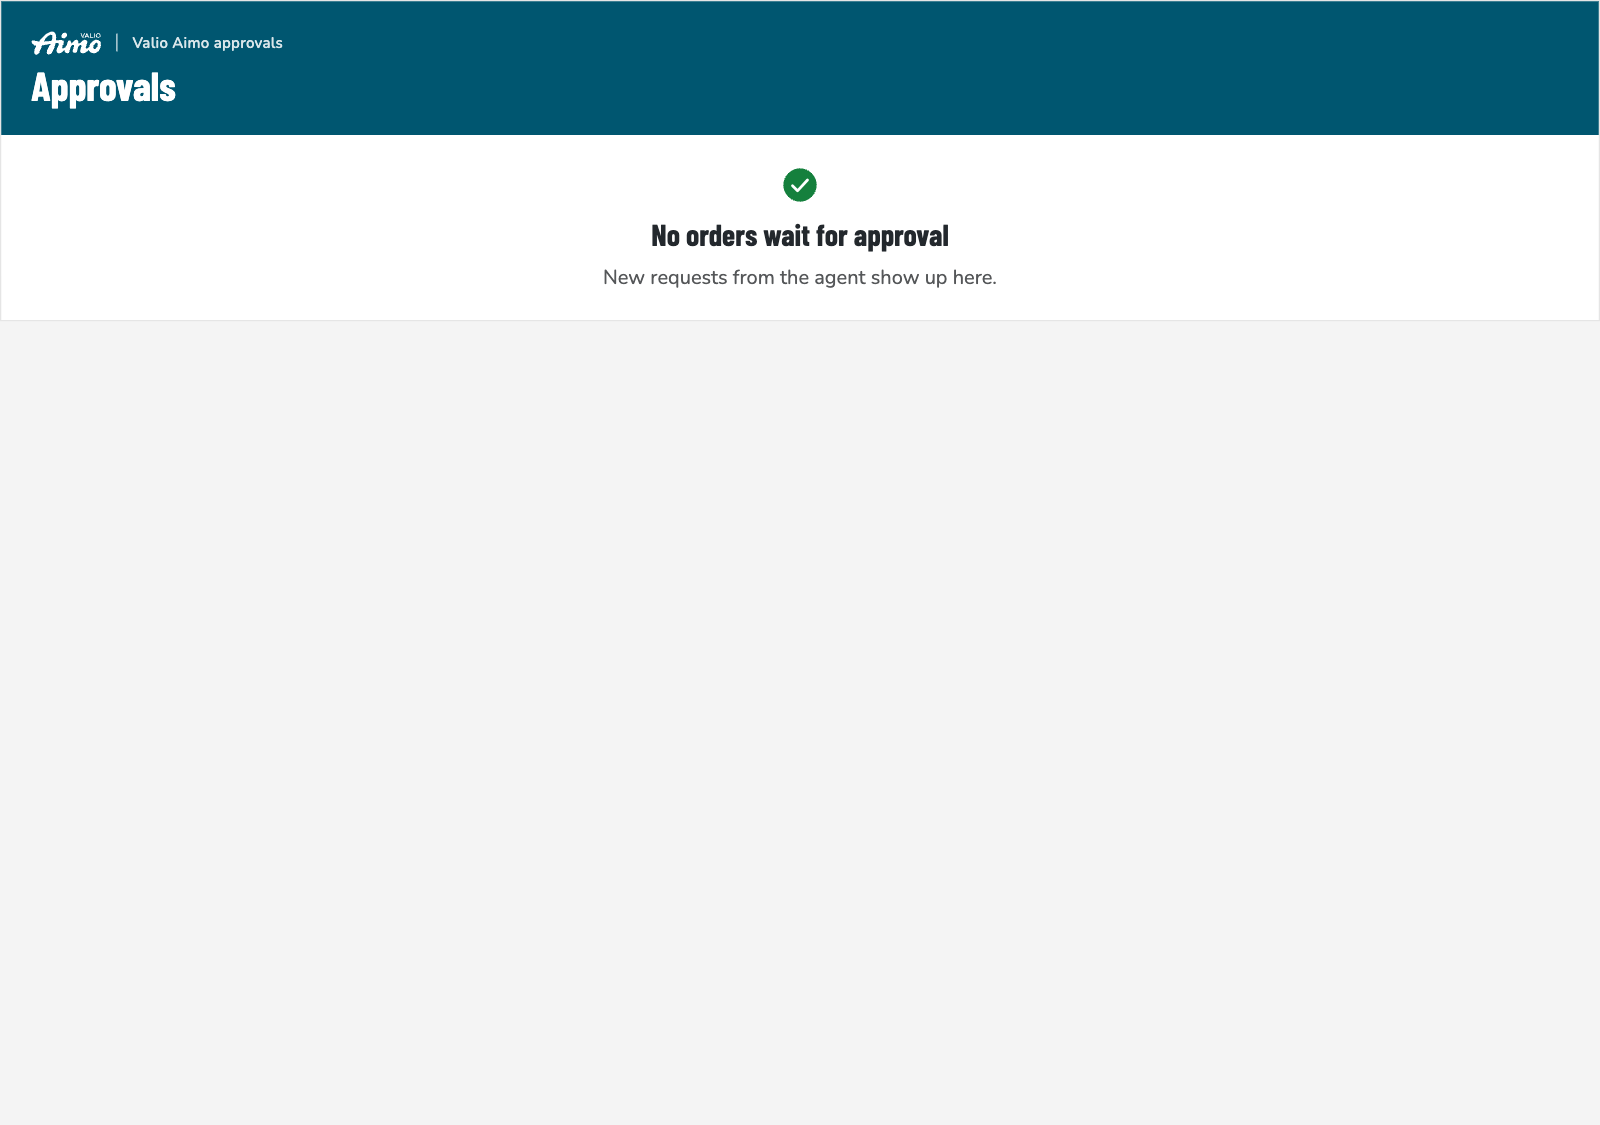 VALIO
Aimo
Valio Aimo approvals
Approvals
No orders wait for approval
New requests from the agent show up here.